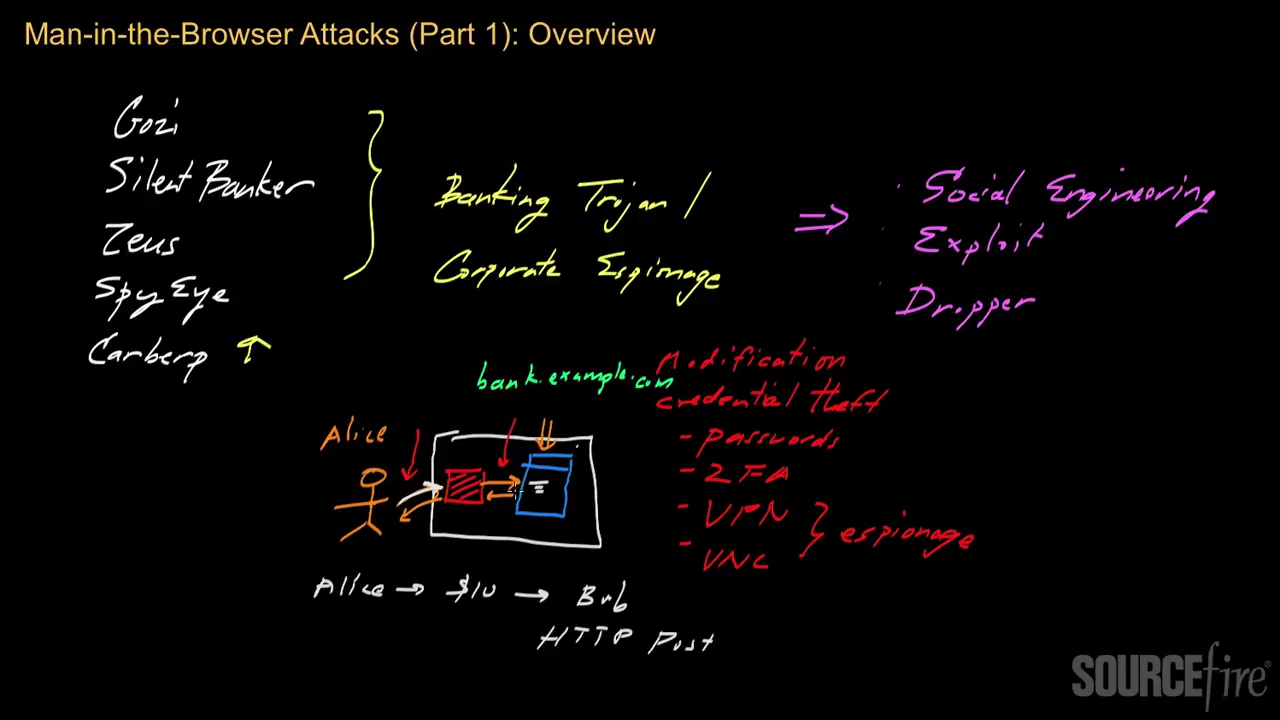 Man-in-the-Browser Attacks (Part 1): Overview
Gozi
Silent Banker
Zeus
SpyEye
Carberp ↑
Banking Trojan /
Corporate Espionage
⇒
Social Engineering
Exploit
Dropper
bank.example.com
Modification
credential theft
- passwords
- 2FA
- VPN
- VNC
} espionage
Alice
Alice → $10 → Bob
HTTP Post
SOURCEfire®